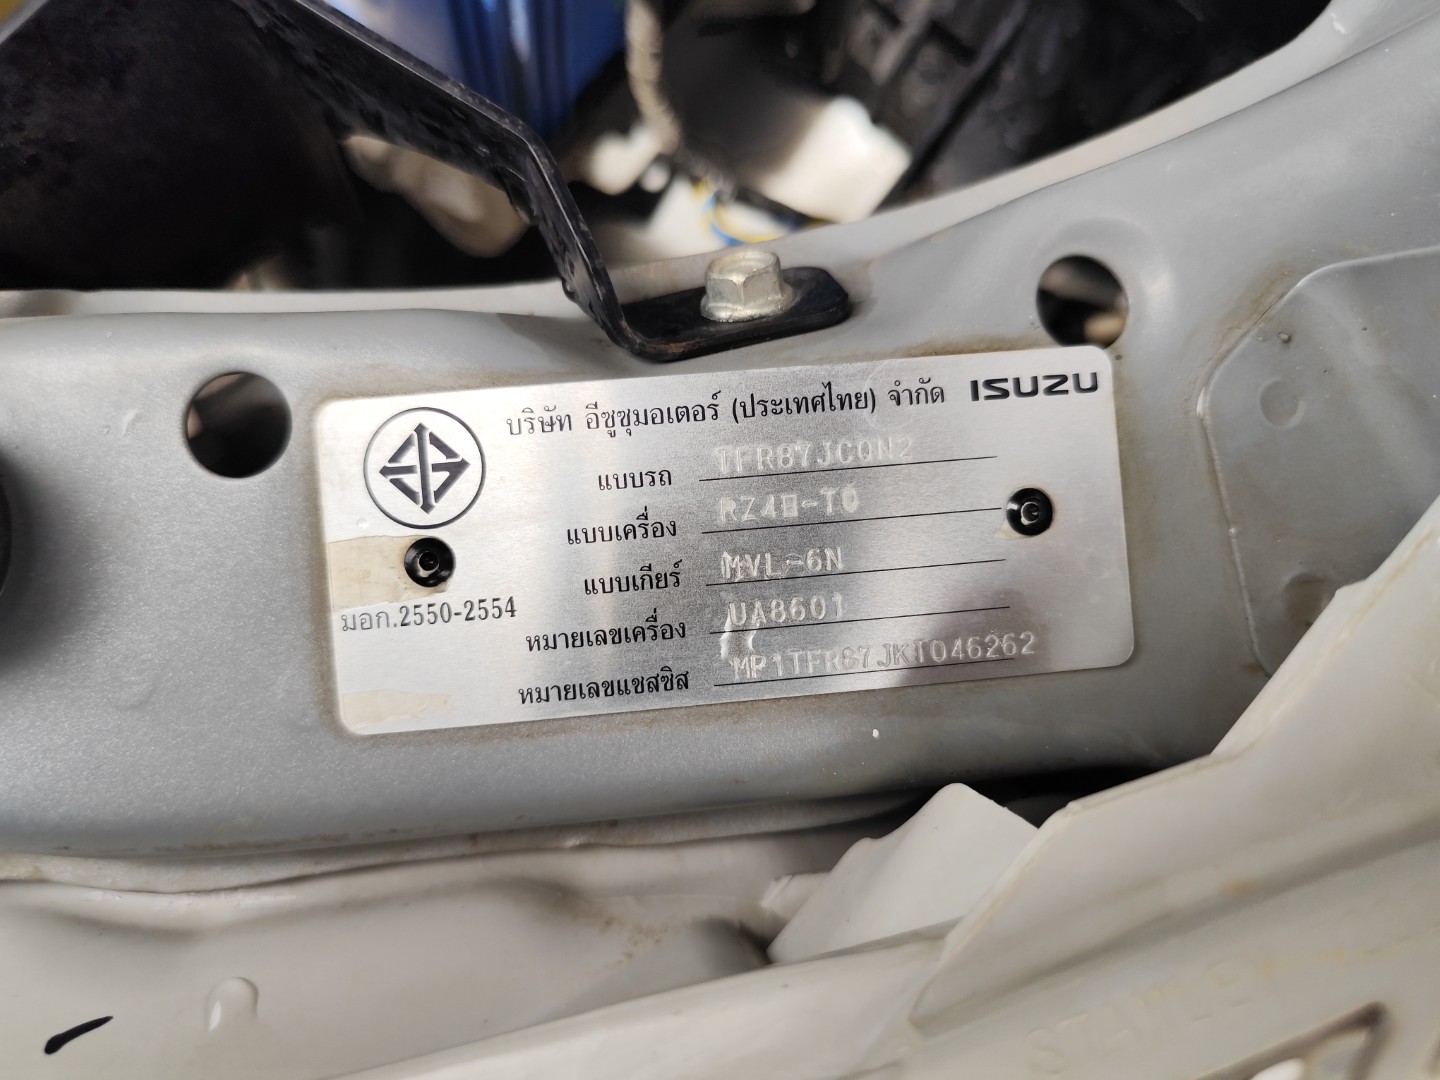 บริษัท อีซูซุมอเตอร์ (ประเทศไทย) จำกัด ISUZU
แบบรถ TFR87JCQN2
แบบเครื่อง RZ4E-TC
แบบเกียร์ MVL-6N
มอก.2550-2554
หมายเลขเครื่อง UA8601
หมายเลขแชสซิส MP1TFR87JKT046262
STANLEY